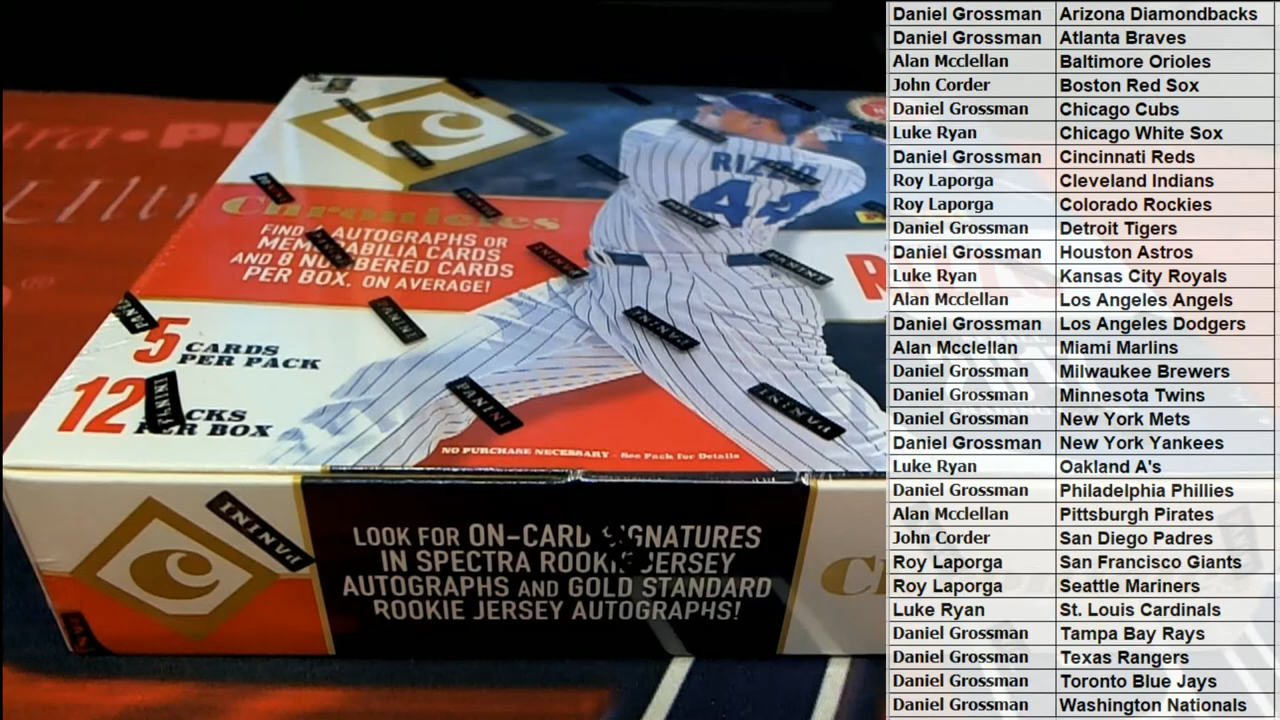 RIZZO
44
Chronicles
FIND AUTOGRAPHS OR
MEMORABILIA CARDS
AND 8 NUMBERED CARDS
PER BOX. ON AVERAGE!
5 CARDS
PER PACK
12 PACKS
PER BOX
NO PURCHASE NECESSARY - See Pack for Details
PANINI
LOOK FOR ON-CARD SIGNATURES
IN SPECTRA ROOKIE JERSEY
AUTOGRAPHS AND GOLD STANDARD
ROOKIE JERSEY AUTOGRAPHS!
Daniel Grossman Arizona Diamondbacks
Daniel Grossman Atlanta Braves
Alan Mcclellan Baltimore Orioles
John Corder Boston Red Sox
Daniel Grossman Chicago Cubs
Luke Ryan Chicago White Sox
Daniel Grossman Cincinnati Reds
Roy Laporga Cleveland Indians
Roy Laporga Colorado Rockies
Daniel Grossman Detroit Tigers
Daniel Grossman Houston Astros
Luke Ryan Kansas City Royals
Alan Mcclellan Los Angeles Angels
Daniel Grossman Los Angeles Dodgers
Alan Mcclellan Miami Marlins
Daniel Grossman Milwaukee Brewers
Daniel Grossman Minnesota Twins
Daniel Grossman New York Mets
Daniel Grossman New York Yankees
Luke Ryan Oakland A's
Daniel Grossman Philadelphia Phillies
Alan Mcclellan Pittsburgh Pirates
John Corder San Diego Padres
Roy Laporga San Francisco Giants
Roy Laporga Seattle Mariners
Luke Ryan St. Louis Cardinals
Daniel Grossman Tampa Bay Rays
Daniel Grossman Texas Rangers
Daniel Grossman Toronto Blue Jays
Daniel Grossman Washington Nationals